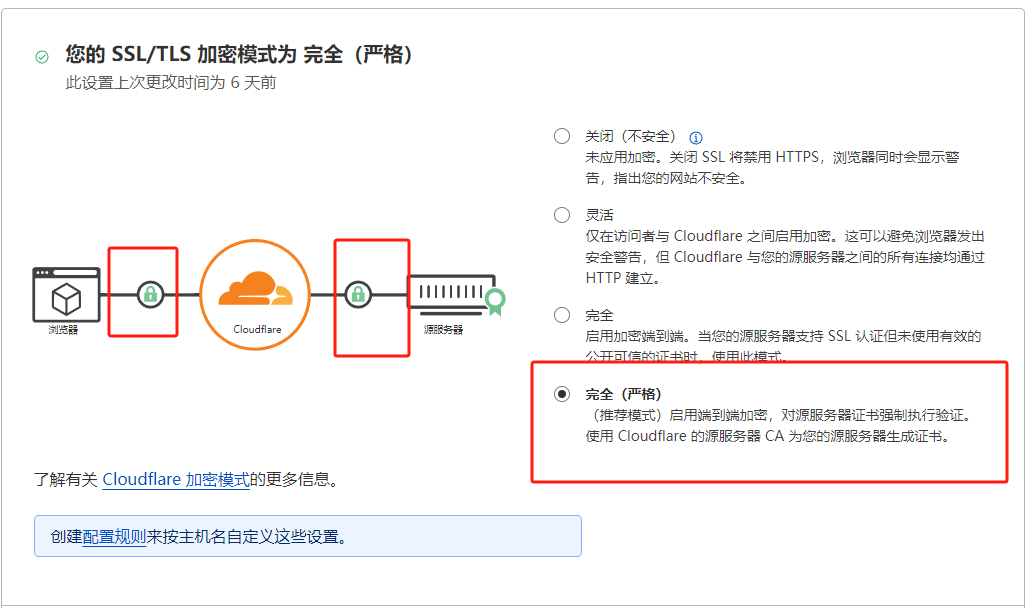 您的 SSL/TLS 加密模式为 完全（严格）
此设置上次更改时间为 6 天前
关闭（不安全）
未应用加密。关闭 SSL 将禁用 HTTPS，浏览器同时会显示警
告，指出您的网站不安全。
灵活
仅在访问者与 Cloudflare 之间启用加密。这可以避免浏览器发出
安全警告，但 Cloudflare 与您的源服务器之间的所有连接均通过
HTTP 建立。
完全
启用加密端到端。当您的源服务器支持 SSL 认证但未使用有效的
公开可信的证书时，使用此模式。
完全（严格）
（推荐模式）启用端到端加密，对源服务器证书强制执行验证。
使用 Cloudflare 的源服务器 CA 为您的源服务器生成证书。
浏览器
Cloudflare
源服务器
了解有关 Cloudflare 加密模式的更多信息。
创建配置规则来按主机名自定义这些设置。